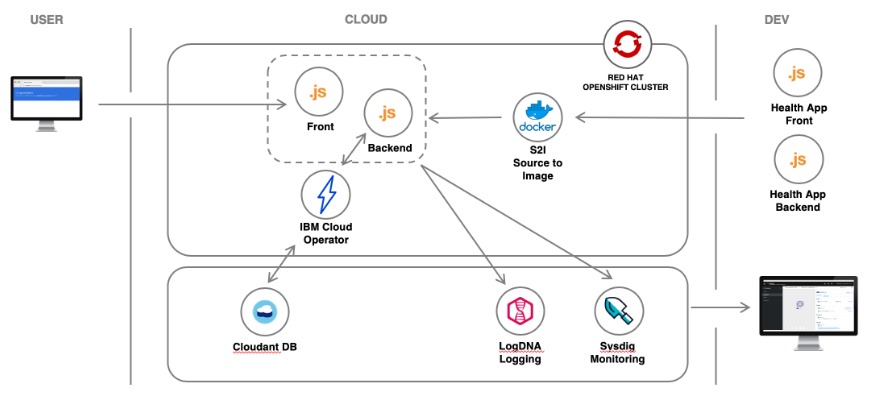 USER
CLOUD
DEV
RED HAT
OPENSHIFT CLUSTER
.js
Front
.js
Backend
docker
S2I
Source to
Image
.js
Health App
Front
.js
Health App
Backend
IBM Cloud
Operator
Cloudant DB
LogDNA
Logging
Sysdig
Monitoring